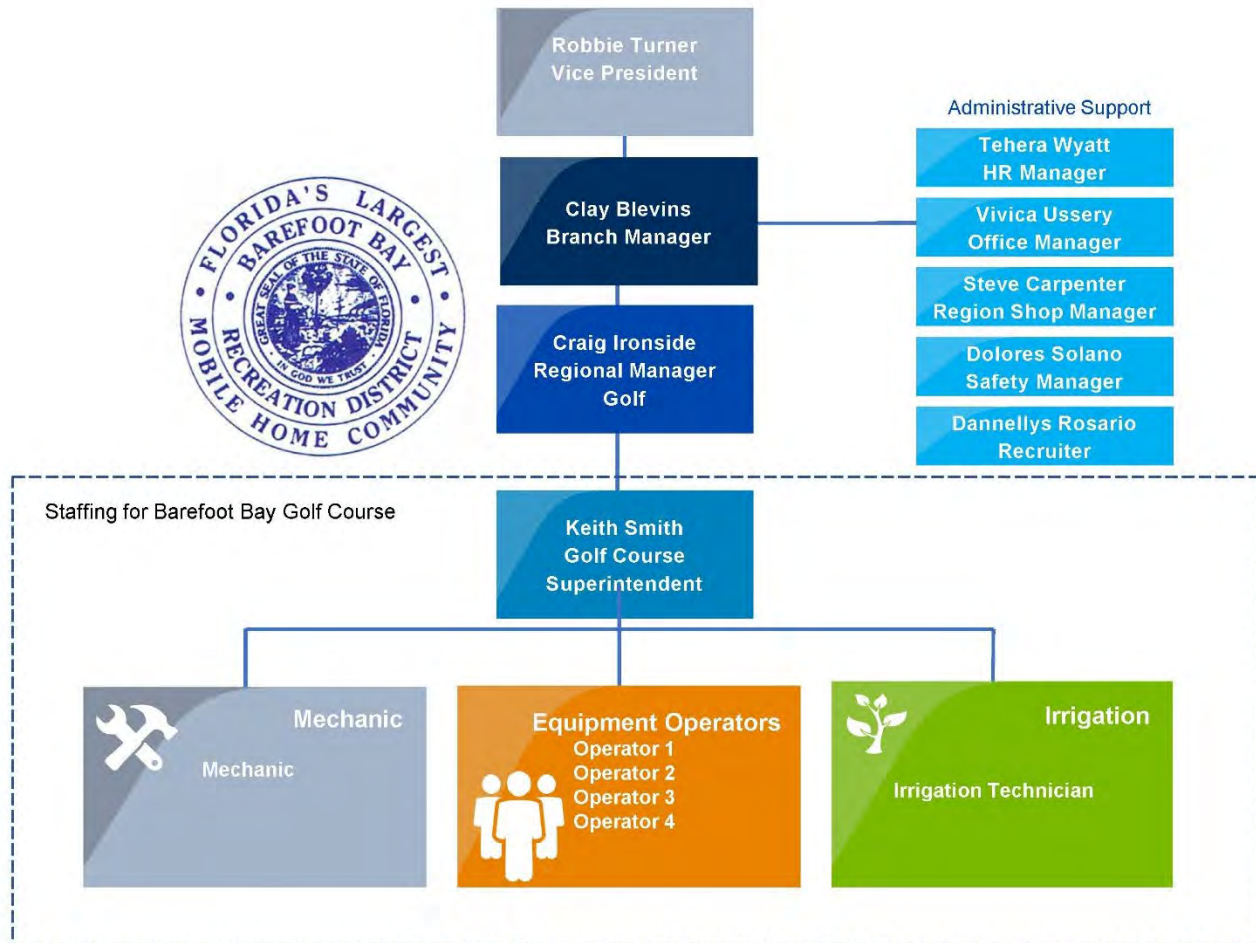 Robbie Turner
Vice President
Administrative Support
Tehera Wyatt
HR Manager
Clay Blevins
Branch Manager
Vivica Ussery
Office Manager
Steve Carpenter
Region Shop Manager
Craig Ironside
Regional Manager
Golf
Dolores Solano
Safety Manager
Dannellys Rosario
Recruiter
FLORIDA'S LARGEST
MOBILE HOME COMMUNITY
BAREFOOT BAY
RECREATION DISTRICT
GREAT SEAL OF THE STATE OF FLORIDA
IN GOD WE TRUST
Staffing for Barefoot Bay Golf Course
Keith Smith
Golf Course
Superintendent
Mechanic
Mechanic
Equipment Operators
Operator 1
Operator 2
Operator 3
Operator 4
Irrigation
Irrigation Technician